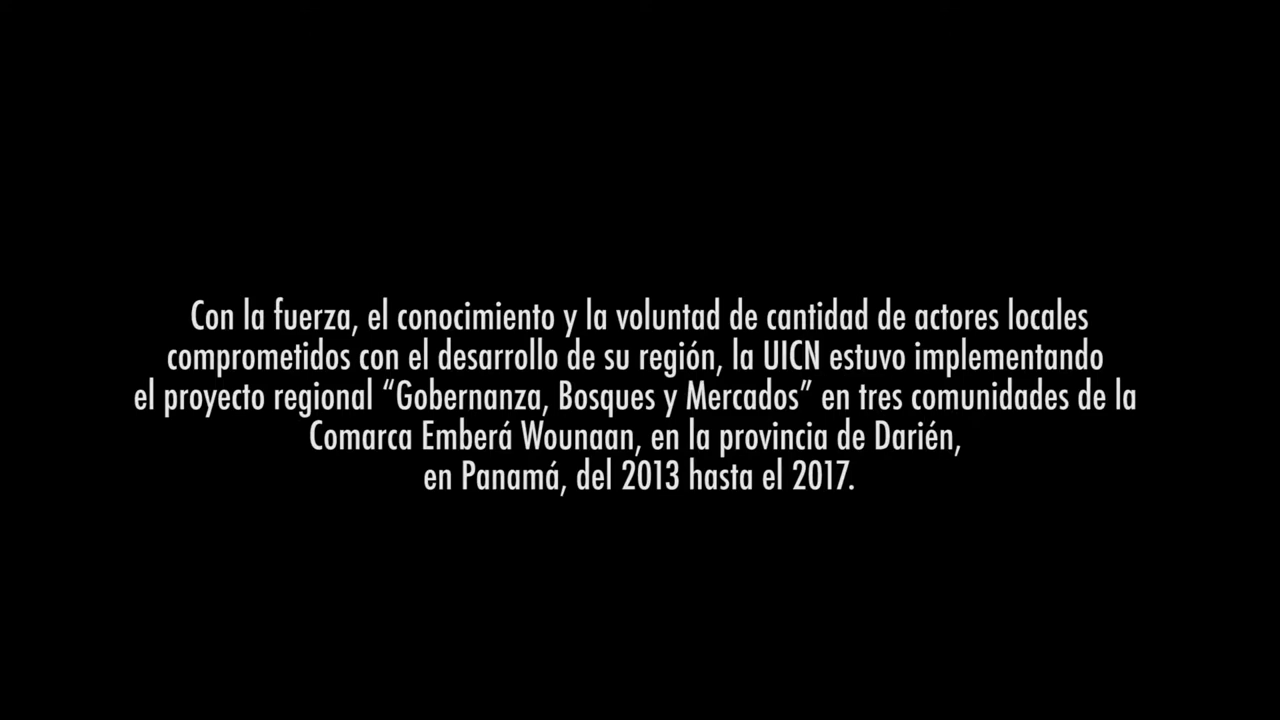 Con la fuerza, el conocimiento y la voluntad de cantidad de actores locales
comprometidos con el desarrollo de su región, la UICN estuvo implementando
el proyecto regional “Gobernanza, Bosques y Mercados” en tres comunidades de la
Comarca Emberá Wounaan, en la provincia de Darién,
en Panamá, del 2013 hasta el 2017.